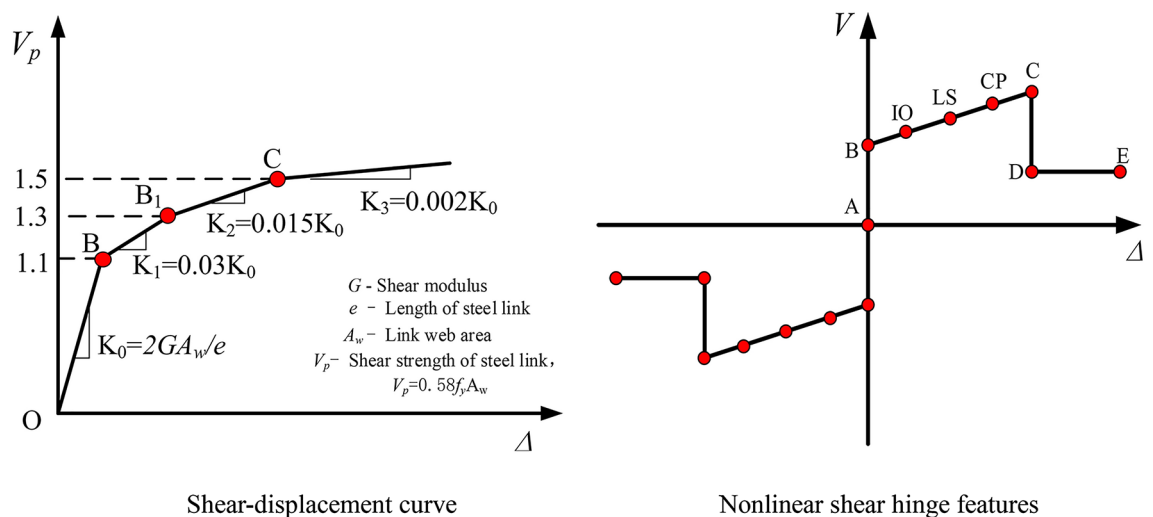 Vp
1.5
1.3
1.1
C
B1
B
K3=0.002K0
K2=0.015K0
K1=0.03K0
K0=2GAw/e
G - Shear modulus
e - Length of steel link
Aw- Link web area
Vp- Shear strength of steel link,
Vp=0.58fyAw
O
Δ
Shear-displacement curve
V
C
CP
LS
IO
B
D
E
A
Δ
Nonlinear shear hinge features